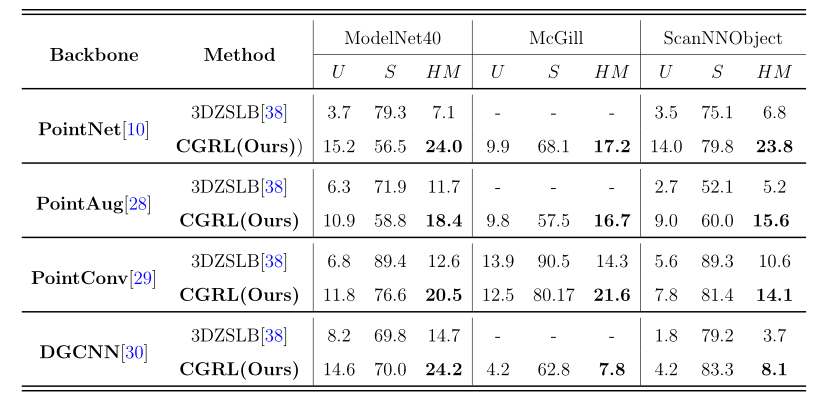 Backbone Method ModelNet40 McGill ScanNNObject
U S HM U S HM U S HM
PointNet[10] 3DZSLB[38] 3.7 79.3 7.1 - - - 3.5 75.1 6.8
CGRL(Ours)) 15.2 56.5 24.0 9.9 68.1 17.2 14.0 79.8 23.8
PointAug[28] 3DZSLB[38] 6.3 71.9 11.7 - - - 2.7 52.1 5.2
CGRL(Ours) 10.9 58.8 18.4 9.8 57.5 16.7 9.0 60.0 15.6
PointConv[29] 3DZSLB[38] 6.8 89.4 12.6 13.9 90.5 14.3 5.6 89.3 10.6
CGRL(Ours) 11.8 76.6 20.5 12.5 80.17 21.6 7.8 81.4 14.1
DGCNN[30] 3DZSLB[38] 8.2 69.8 14.7 - - - 1.8 79.2 3.7
CGRL(Ours) 14.6 70.0 24.2 4.2 62.8 7.8 4.2 83.3 8.1